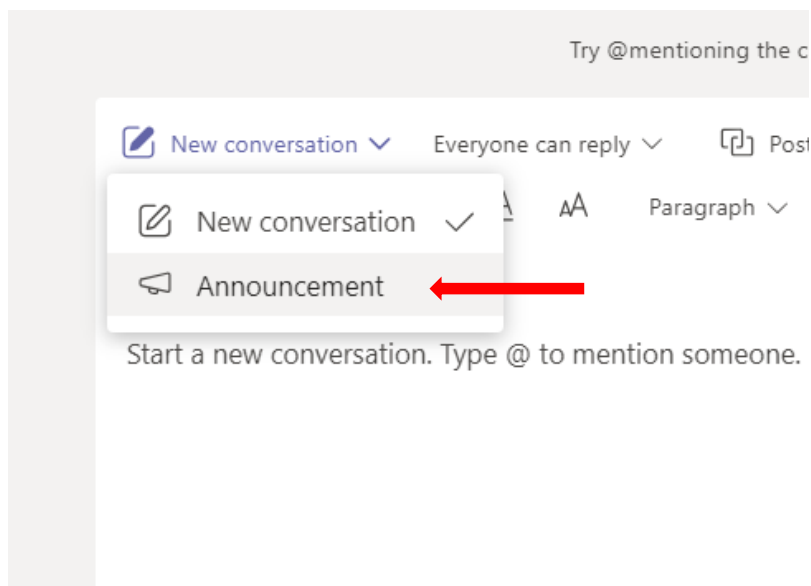 Try @mentioning the c
New conversation Everyone can reply Post
New conversation
A AA Paragraph
Announcement
Start a new conversation. Type @ to mention someone.